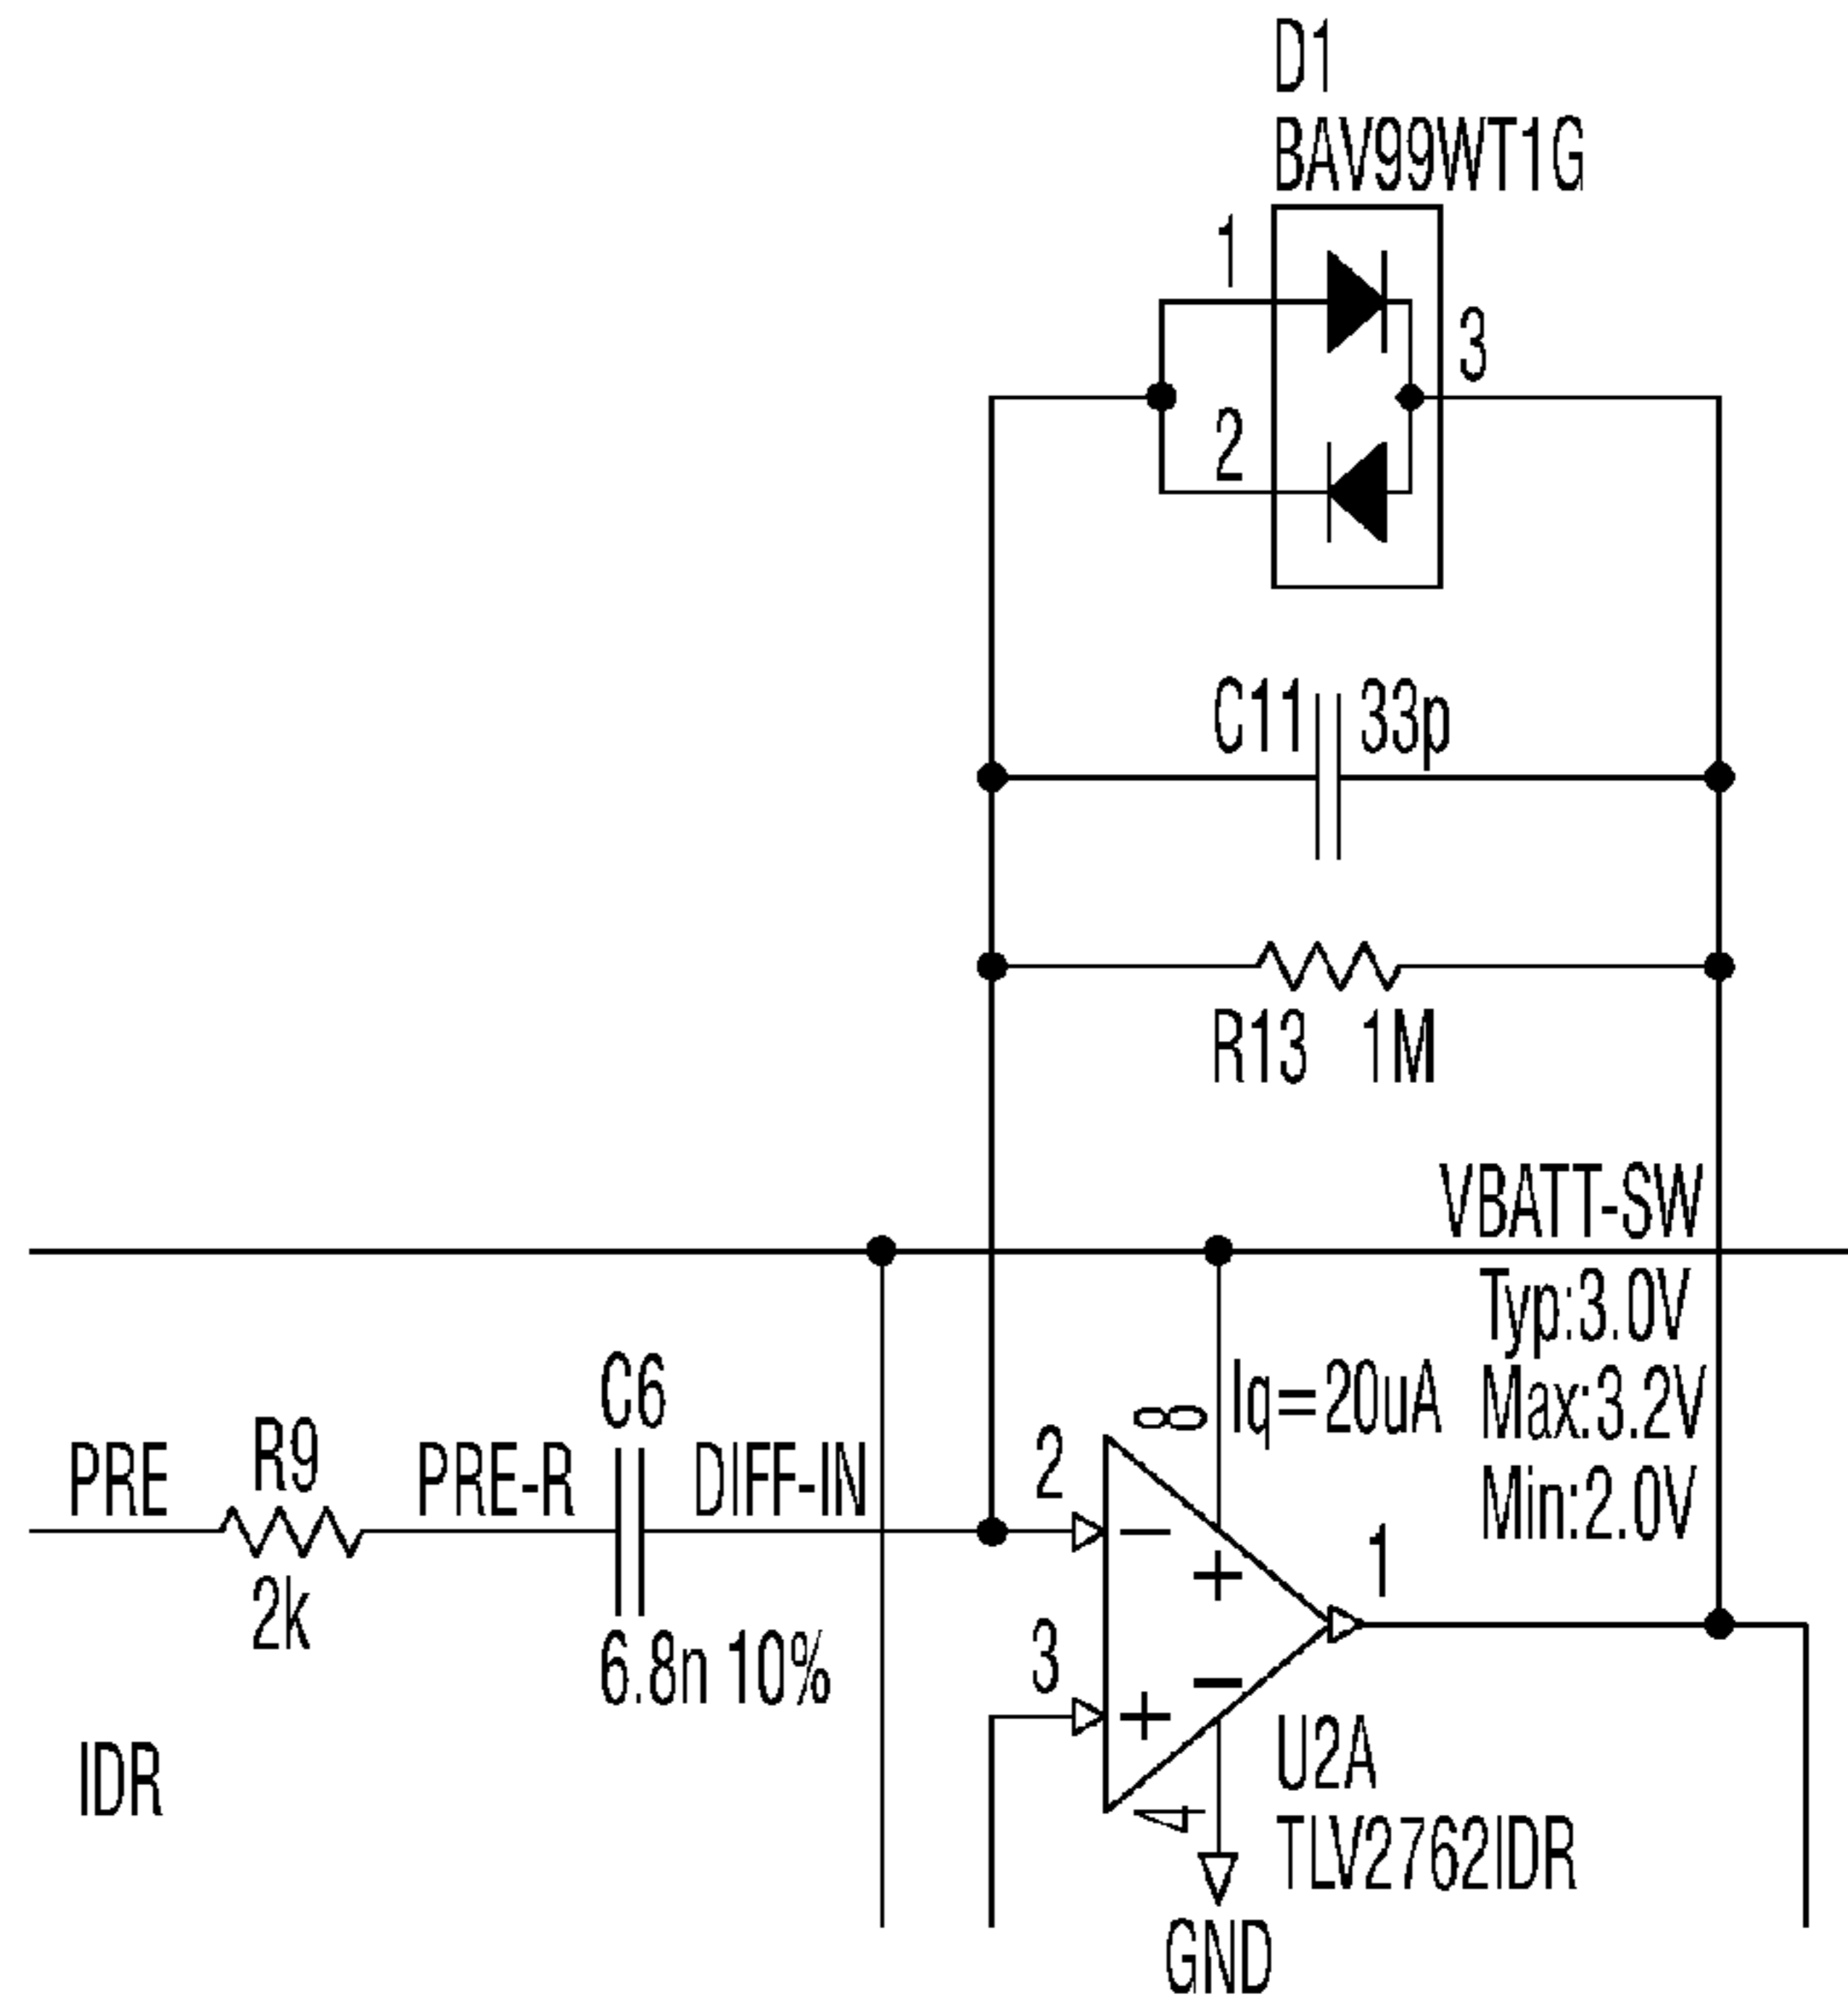 D1
BAV99WT1G
1
3
2
C11 33p
R13 1M
VBATT-SW
Typ:3.0V
Iq=20uA
Max:3.2V
Min:2.0V
8
C6
R9
PRE
PRE-R
DIFF-IN
2
−
+
1
2k
6.8n 10%
3
+
−
IDR
U2A
4
TLV2762IDR
GND